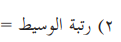 ٢) رتبة الوسيط =